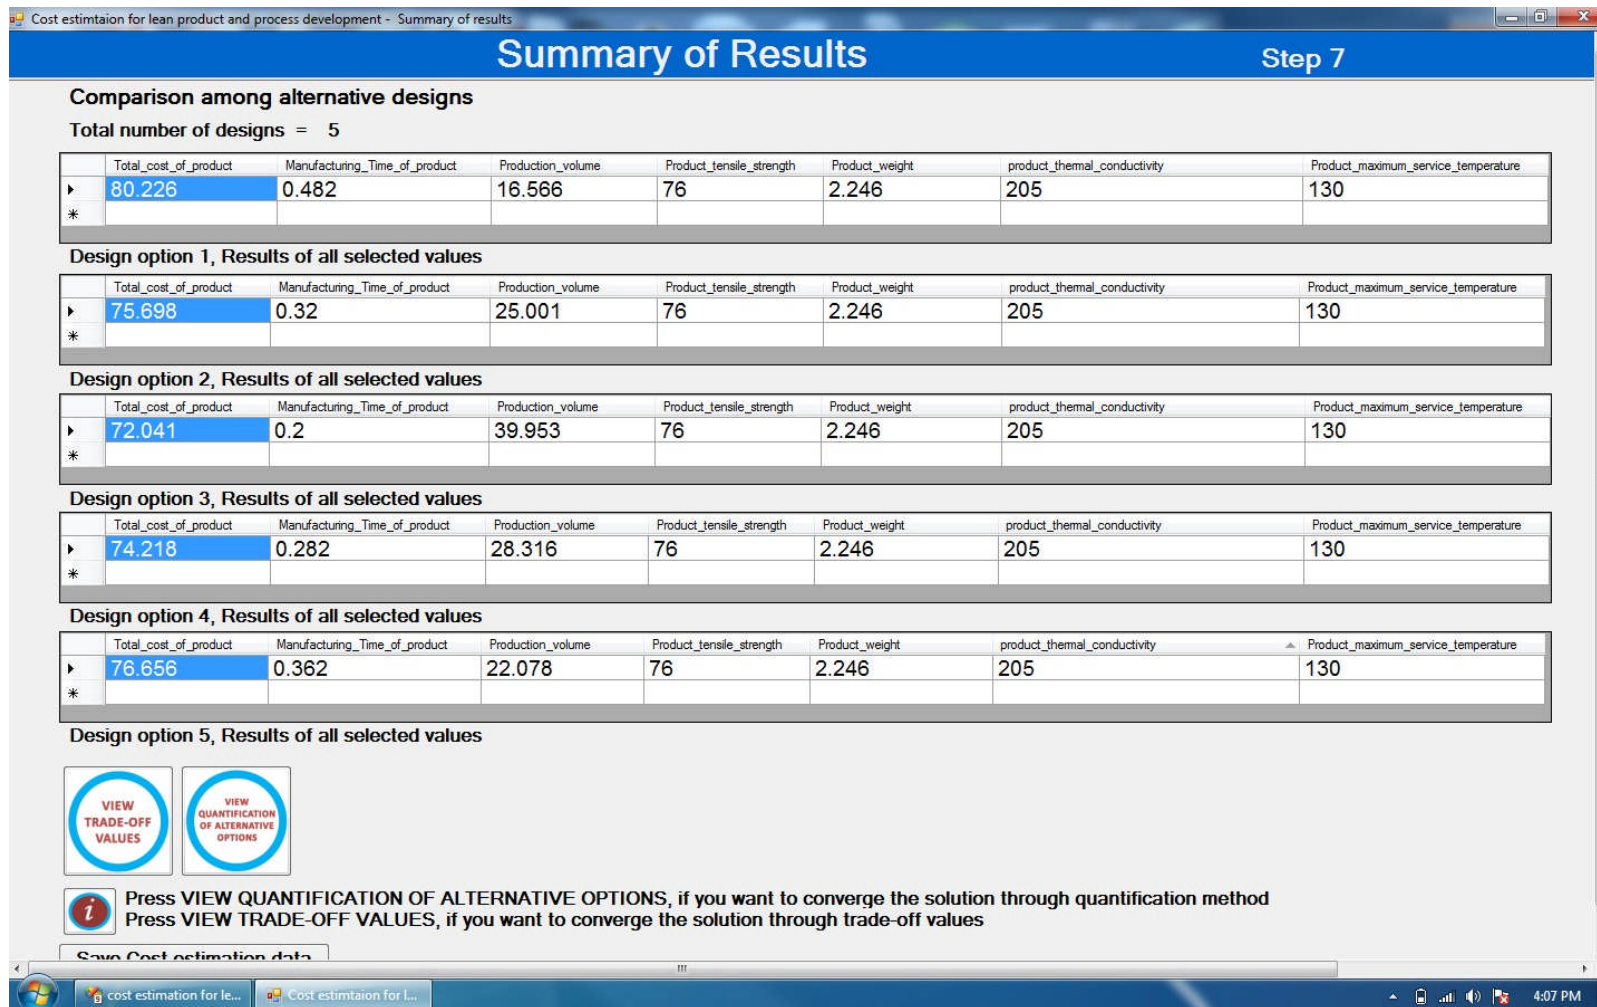 Cost estimtaion for lean product and process development - Summary of results
Summary of Results Step 7
Comparison among alternative designs
Total number of designs = 5
Total_cost_of_product Manufacturing_Time_of_product Production_volume Product_tensile_strength Product_weight product_thermal_conductivity Product_maximum_service_temperature
80.226 0.482 16.566 76 2.246 205 130
Design option 1, Results of all selected values
Total_cost_of_product Manufacturing_Time_of_product Production_volume Product_tensile_strength Product_weight product_thermal_conductivity Product_maximum_service_temperature
75.698 0.32 25.001 76 2.246 205 130
Design option 2, Results of all selected values
Total_cost_of_product Manufacturing_Time_of_product Production_volume Product_tensile_strength Product_weight product_thermal_conductivity Product_maximum_service_temperature
72.041 0.2 39.953 76 2.246 205 130
Design option 3, Results of all selected values
Total_cost_of_product Manufacturing_Time_of_product Production_volume Product_tensile_strength Product_weight product_thermal_conductivity Product_maximum_service_temperature
74.218 0.282 28.316 76 2.246 205 130
Design option 4, Results of all selected values
Total_cost_of_product Manufacturing_Time_of_product Production_volume Product_tensile_strength Product_weight product_thermal_conductivity Product_maximum_service_temperature
76.656 0.362 22.078 76 2.246 205 130
Design option 5, Results of all selected values
VIEW
TRADE-OFF
VALUES
VIEW
QUANTIFICATION
OF ALTERNATIVE
OPTIONS
i
Press VIEW QUANTIFICATION OF ALTERNATIVE OPTIONS, if you want to converge the solution through quantification method
Press VIEW TRADE-OFF VALUES, if you want to converge the solution through trade-off values
Save Cost estimation data
cost estimation for le... Cost estimtaion for l... 4:07 PM